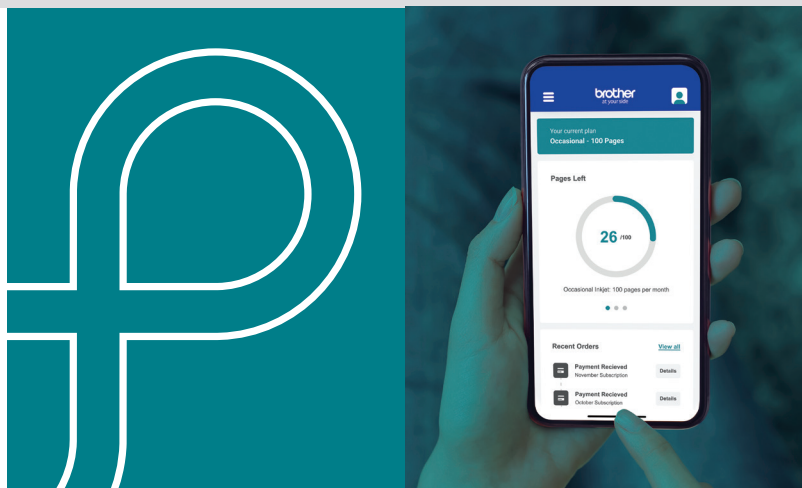 brother
at your side
Your current plan
Occasional - 100 Pages
Pages Left
26 /100
Occasional Inkjat: 100 pages per month
Recent Orders View all
Payment Recieved
November Subscription
Details
Payment Recieved
October Subscription
Details